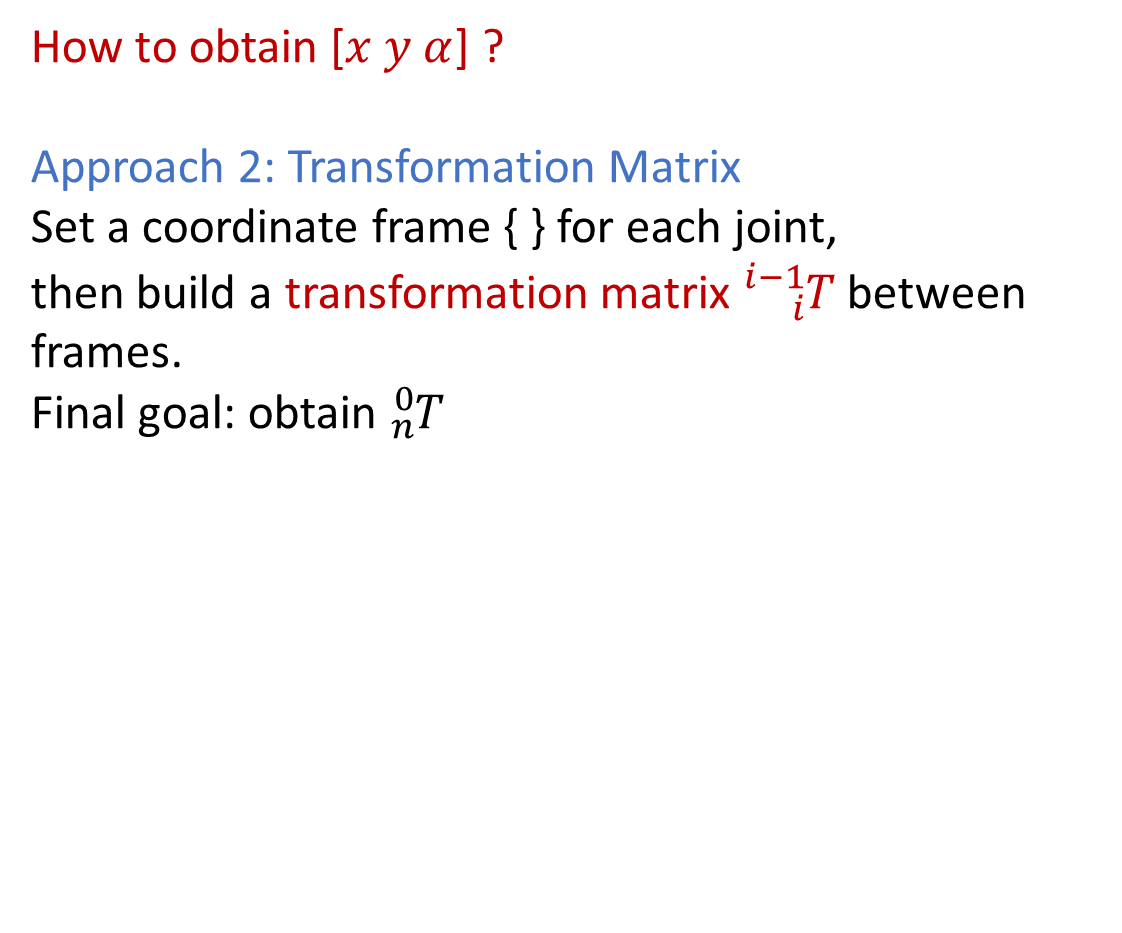 How to obtain [x y α] ?
Approach 2: Transformation Matrix
Set a coordinate frame { } for each joint,
then build a transformation matrix ^{i−1}_{i}T between
frames.
Final goal: obtain ^{0}_{n}T